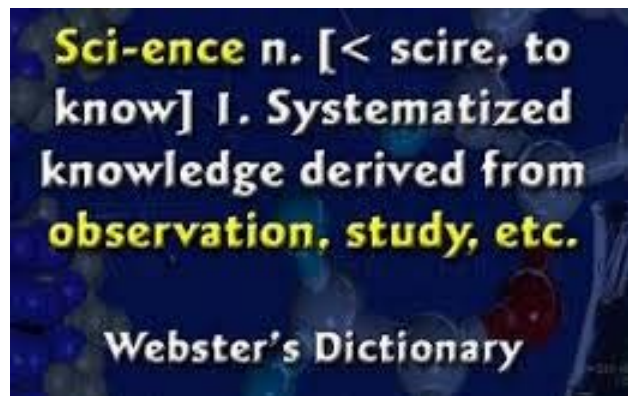 Sci-ence n. [< scire, to
know] 1. Systematized
knowledge derived from
observation, study, etc.
Webster's Dictionary